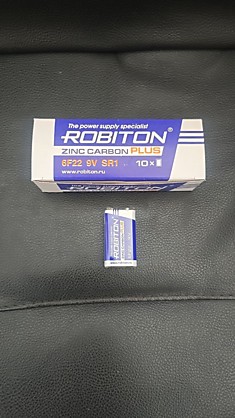 The power supply specialist
ROBITON®
ZINC CARBON PLUS
6F22 9V SR1 10×
www.robiton.ru
ROBITON